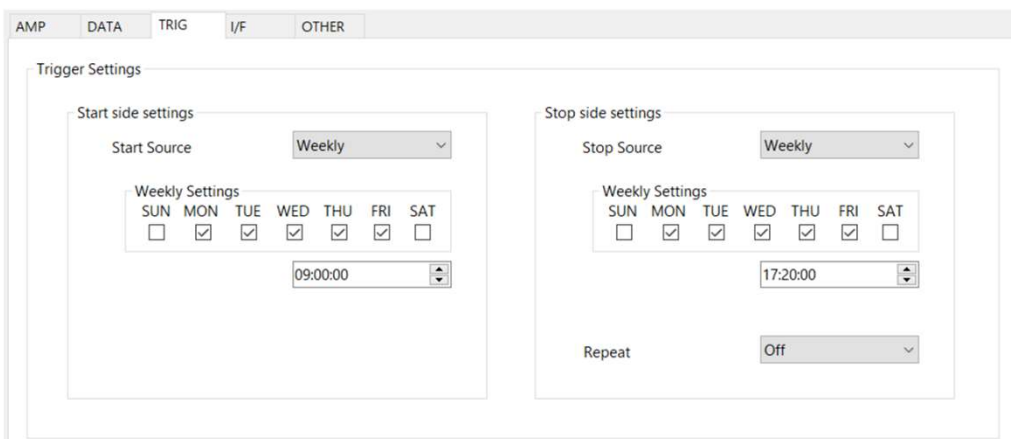 AMP DATA TRIG I/F OTHER
Trigger Settings
Start side settings
Start Source Weekly
Weekly Settings
SUN MON TUE WED THU FRI SAT
09:00:00
Stop side settings
Stop Source Weekly
Weekly Settings
SUN MON TUE WED THU FRI SAT
17:20:00
Repeat Off